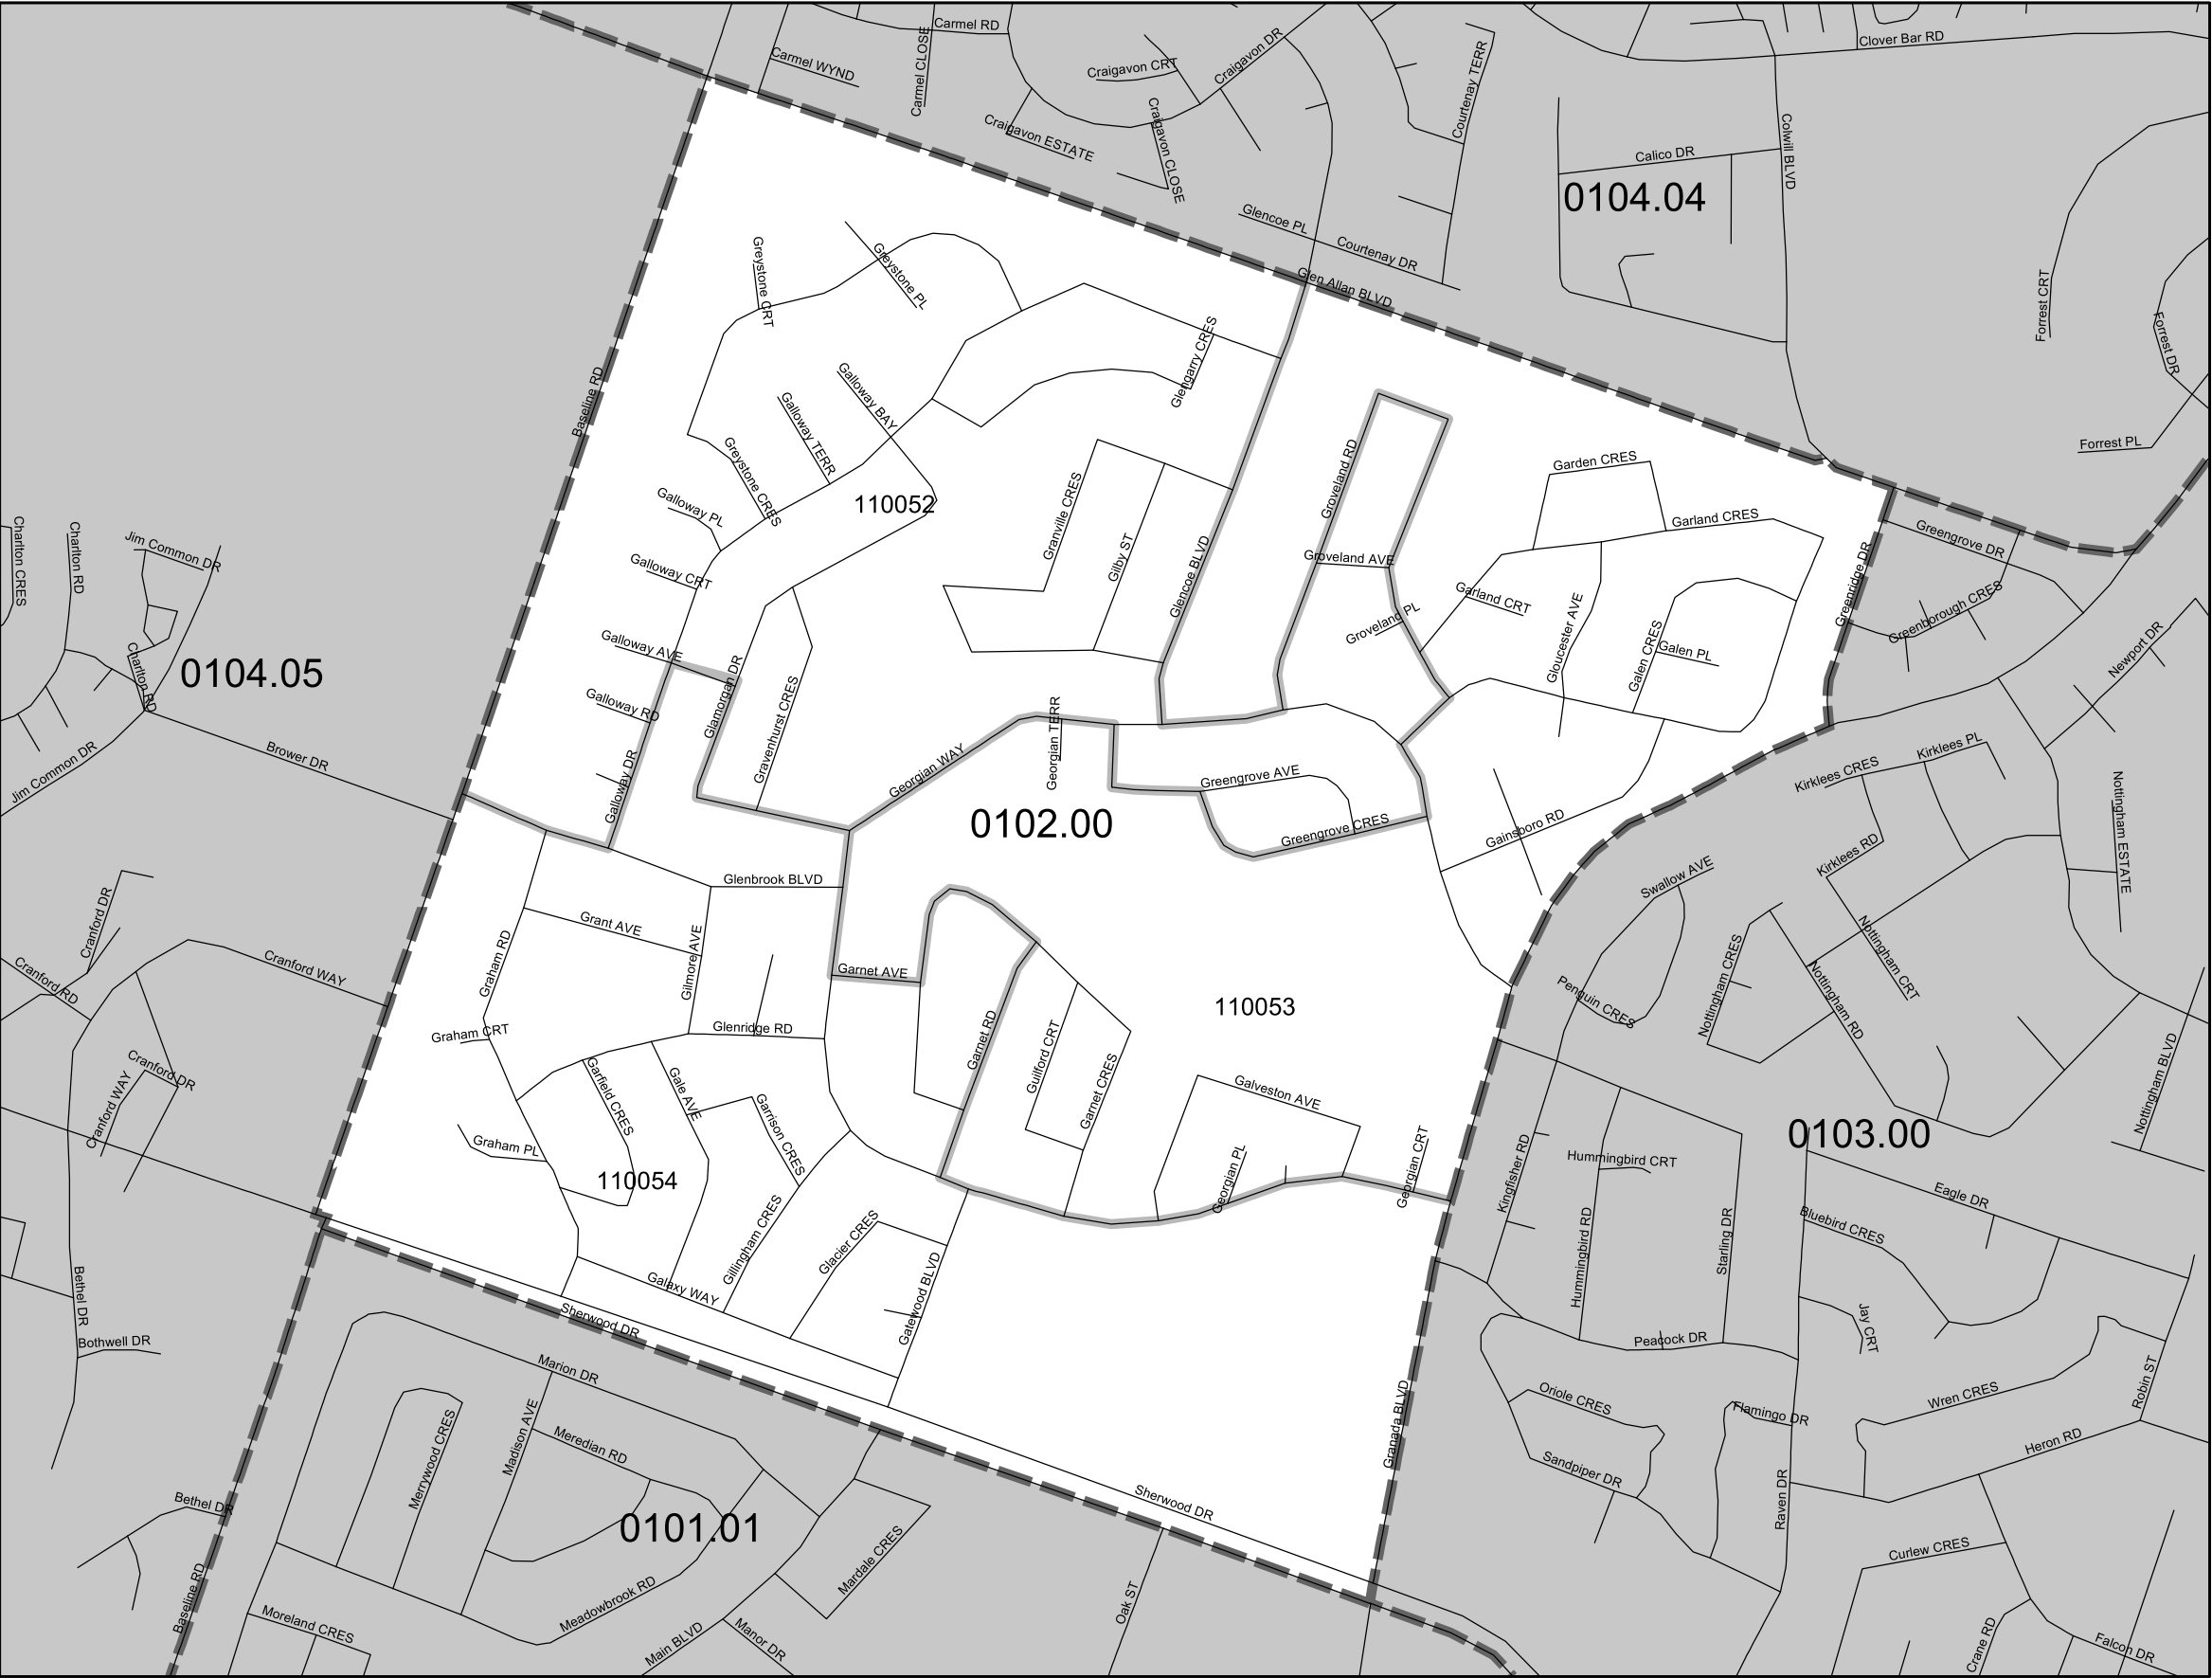 Carmel RD
Carmel WYND
Carmel CLOSE
Craigavon CRT
Craigavon DR
Craigavon ESTATE
Craigavon CLOSE
Courtenay TERR
Clover Bar RD
Colwill BLVD
Calico DR
0104.04
Glencoe PL
Courtenay DR
Glen Allan BLVD
Forrest CRT
Forrest DR
Forrest PL
Greystone CRT
Greystone PL
Baseline RD
Glengarry CRES
Galloway BAY
Galloway TERR
Greystone CRES
Galloway PL
110052
Galloway CRT
Granville CRES
Gilby ST
Glencoe BLVD
Groveland RD
Groveland AVE
Groveland PL
Garden CRES
Garland CRES
Garland CRT
Gloucester AVE
Galen CRES
Galen PL
Greenridge DR
Greengrove DR
Greenborough CRES
Newport DR
Charlton CRES
Charlton RD
Jim Common DR
Charlton RD
0104.05
Jim Common DR
Brower DR
Galloway AVE
Galloway RD
Galloway DR
Glamorgan DR
Gravenhurst CRES
Georgian WAY
Georgian TERR
0102.00
Greengrove AVE
Greengrove CRES
Gainsboro RD
Kirklees CRES
Kirklees PL
Kirklees RD
Nottingham ESTATE
Swallow AVE
Penguin CRES
Nottingham CRES
Nottingham RD
Nottingham CRT
Nottingham BLVD
Cranford DR
Cranford RD
Cranford WAY
Cranford DR
Cranford WAY
Glenbrook BLVD
Grant AVE
Gilmore AVE
Graham RD
Graham CRT
Glenridge RD
Garnet AVE
Garnet RD
110053
Guilford CRT
Garnet CRES
Galveston AVE
Georgian PL
Georgian CRT
0103.00
Kingfisher RD
Hummingbird CRT
Hummingbird RD
Starling DR
Eagle DR
Bluebird CRES
Jay CRT
Peacock DR
Garfield CRES
Gale AVE
Garrison CRES
Graham PL
110054
Gillingham CRES
Glacier CRES
Gatewood BLVD
Galaxy WAY
Sherwood DR
Bethel DR
Bothwell DR
Marion DR
Merrywood CRES
Madison AVE
Meredian RD
0101.01
Bethel DR
Baseline RD
Meadowbrook RD
Moreland CRES
Main BLVD
Manor DR
Mardale CRES
Oak ST
Sherwood DR
Granada BLVD
Oriole CRES
Sandpiper DR
Flamingo DR
Raven DR
Wren CRES
Robin ST
Heron RD
Curlew CRES
Crane RD
Falcon DR